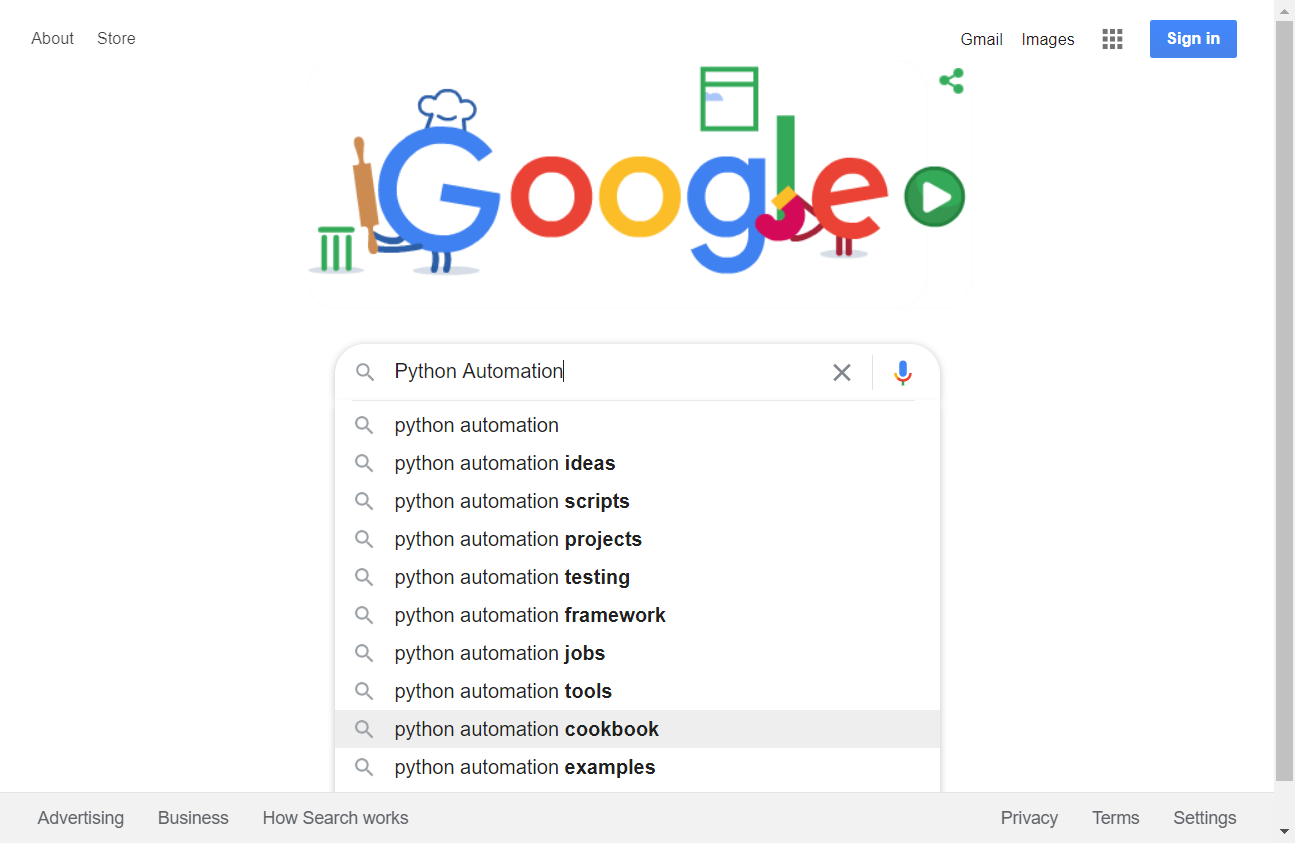 About Store Gmail Images Sign in
Google
Python Automation
python automation
python automation ideas
python automation scripts
python automation projects
python automation testing
python automation framework
python automation jobs
python automation tools
python automation cookbook
python automation examples
Advertising Business How Search works Privacy Terms Settings